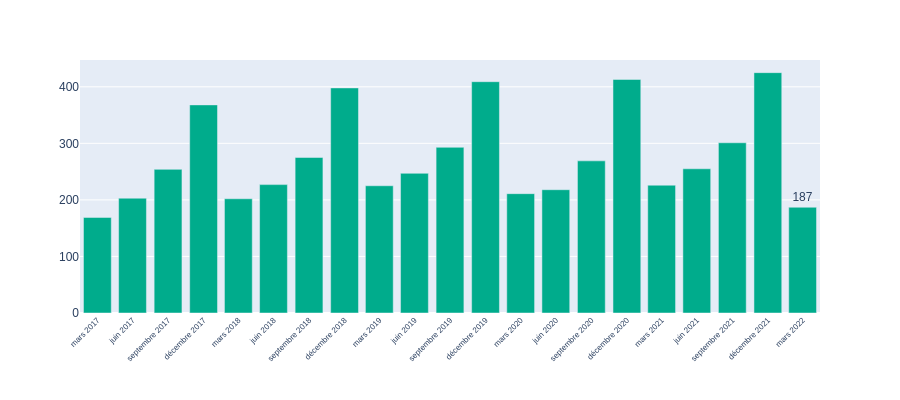 400
300
200
100
0
187
mars 2017
juin 2017
septembre 2017
décembre 2017
mars 2018
juin 2018
septembre 2018
décembre 2018
mars 2019
juin 2019
septembre 2019
décembre 2019
mars 2020
juin 2020
septembre 2020
décembre 2020
mars 2021
juin 2021
septembre 2021
décembre 2021
mars 2022